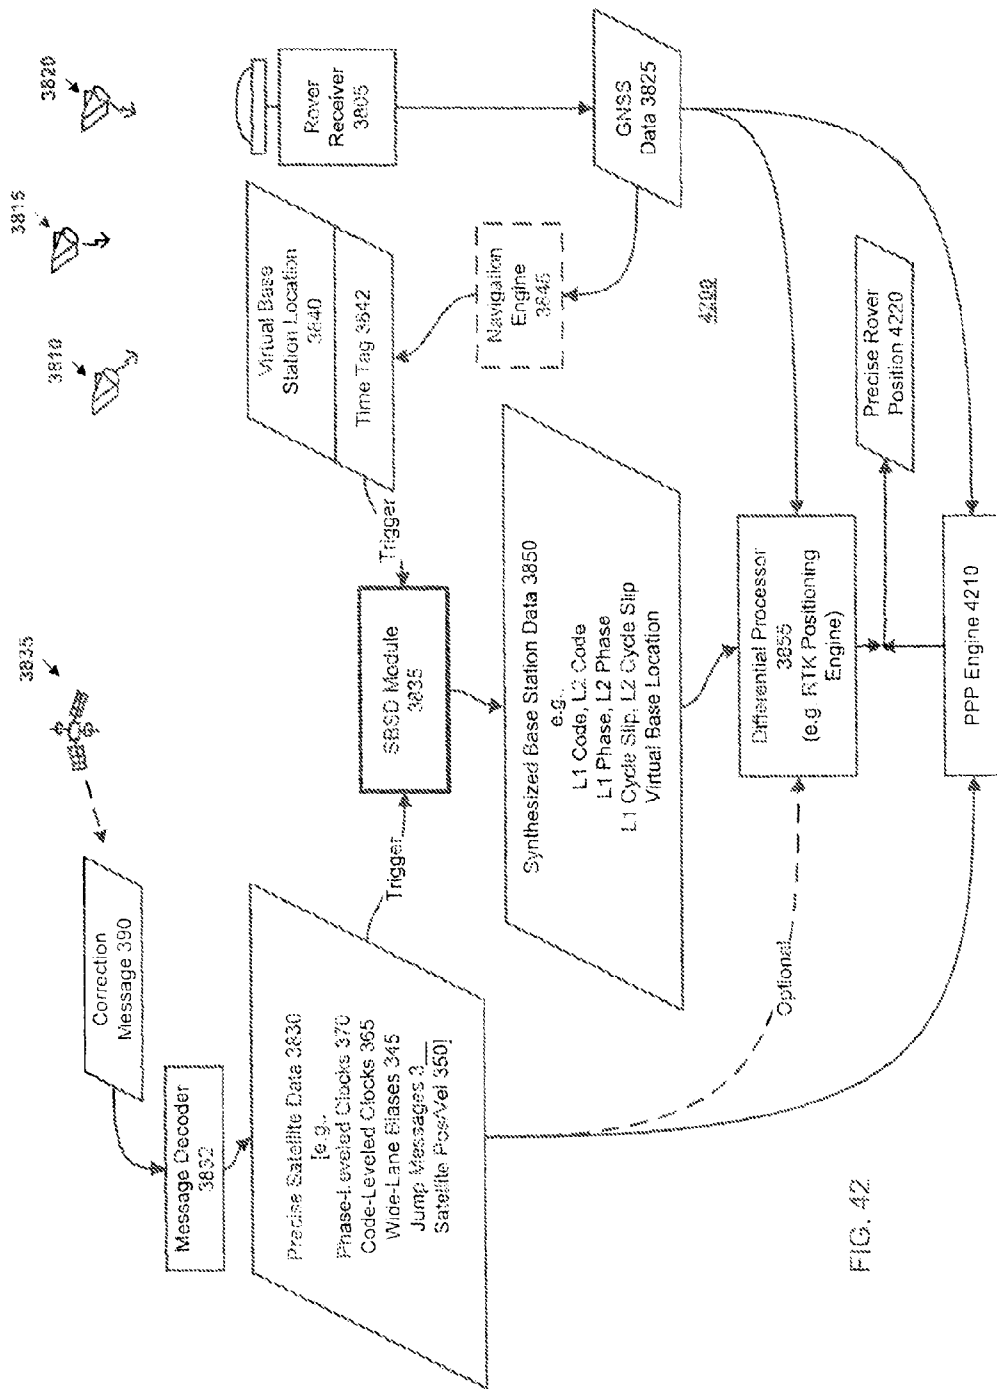 3835
3810
3815
3820
Correction
Message 390
Message Decoder
3832
Precise Satellite Data 3830
[e.g.,
Phase-Leveled Clocks 370
Code-Leveled Clocks 365
Wide-Lane Biases 345
Jump Messages 3__
Satellite Pos/Vel 350]
Trigger
SBSD Module
3835
Trigger
Virtual Base
Station Location
3840
Time Tag 3842
Rover
Receiver
3805
Navigation
Engine
3845
GNSS
Data 3825
Synthesized Base Station Data 3850
e.g.
L1 Code, L2 Code
L1 Phase, L2 Phase
L1 Cycle Slip, L2 Cycle Slip
Virtual Base Location
4200
Optional
Differential Processor
3855
(e.g. RTK Positioning
Engine)
Precise Rover
Position 4220
PPP Engine 4210
FIG. 42